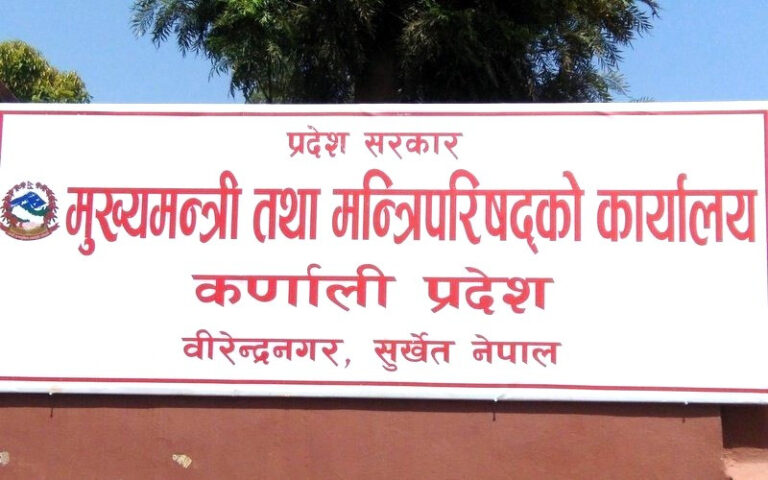 प्रदेश सरकार
मुख्यमन्त्री तथा मन्त्रिपरिषद्को कार्यालय
कर्णाली प्रदेश
वीरेन्द्रनगर, सुर्खेत नेपाल